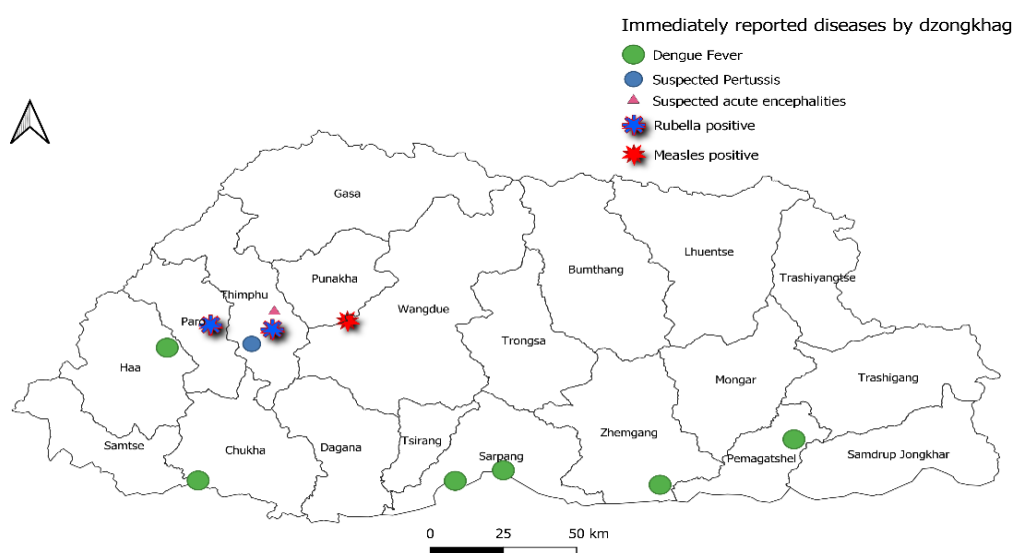 Immediately reported diseases by dzongkhag
Dengue Fever
Suspected Pertussis
Suspected acute encephalities
Rubella positive
Measles positive
Gasa
Punakha
Thimphu
Paro
Haa
Wangdue
Bumthang
Lhuentse
Trashiyangtse
Trongsa
Mongar
Trashigang
Samtse
Chukha
Dagana
Tsirang
Sarpang
Zhemgang
Pemagatshel
Samdrup Jongkhar
0 25 50 km